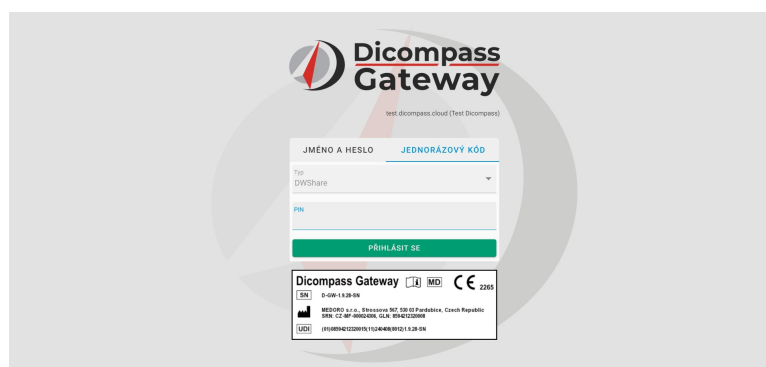 Dicompass
Gateway
test.dicompass.cloud (Test Dicompass)
JMÉNO A HESLO JEDNORÁZOVÝ KÓD
Typ
DWShare
PIN
PŘIHLÁSIT SE
Dicompass Gateway MD CE 2265
SN D-GW-1.9.28-SN
MEDORO s.r.o., Strossova 567, 530 03 Pardubice, Czech Republic
SRN: CZ-MF-000024306, GLN: 8594212320008
UDI (01)08594212320015(11)240408(8012)1.9.28-SN